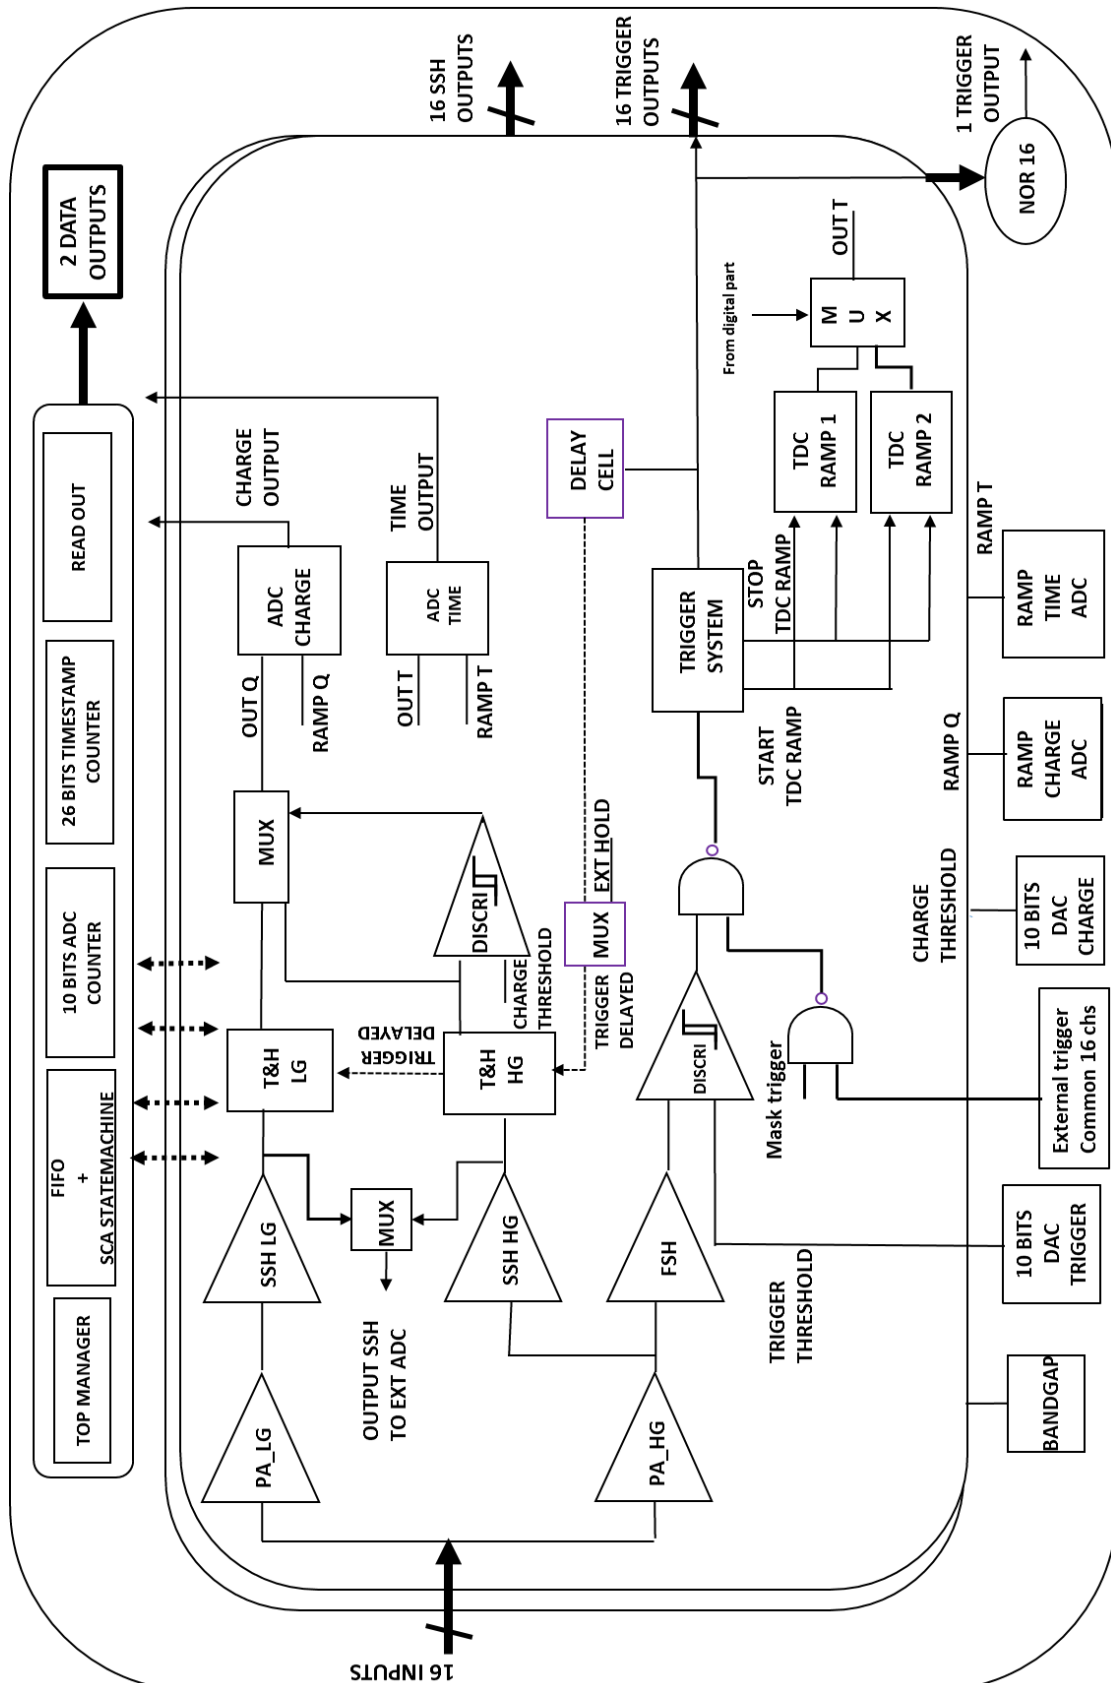 TOP MANAGER
FIFO
+
SCA STATEMACHINE
10 BITS ADC
COUNTER
26 BITS TIMESTAMP
COUNTER
READ OUT
2 DATA
OUTPUTS
16 INPUTS
PA_LG
SSH LG
T&H
LG
MUX
OUT Q
RAMP Q
ADC
CHARGE
CHARGE
OUTPUT
OUTPUT SSH
TO EXT ADC
MUX
TRIGGER
DELAYED
DISCRI
OUT T
RAMP T
ADC
TIME
TIME
OUTPUT
16 SSH
OUTPUTS
SSH HG
T&H
HG
CHARGE
THRESHOLD
TRIGGER
DELAYED
MUX
EXT HOLD
DELAY
CELL
PA_HG
FSH
DISCRI
TRIGGER
SYSTEM
16 TRIGGER
OUTPUTS
TRIGGER
THRESHOLD
Mask trigger
START
TDC RAMP
STOP
TDC RAMP
TDC
RAMP 1
TDC
RAMP 2
From digital part
M
U
X
OUT T
NOR 16
1 TRIGGER
OUTPUT
CHARGE
THRESHOLD
RAMP Q
RAMP T
BANDGAP
10 BITS
DAC
TRIGGER
External trigger
Common 16 chs
10 BITS
DAC
CHARGE
RAMP
CHARGE
ADC
RAMP
TIME
ADC